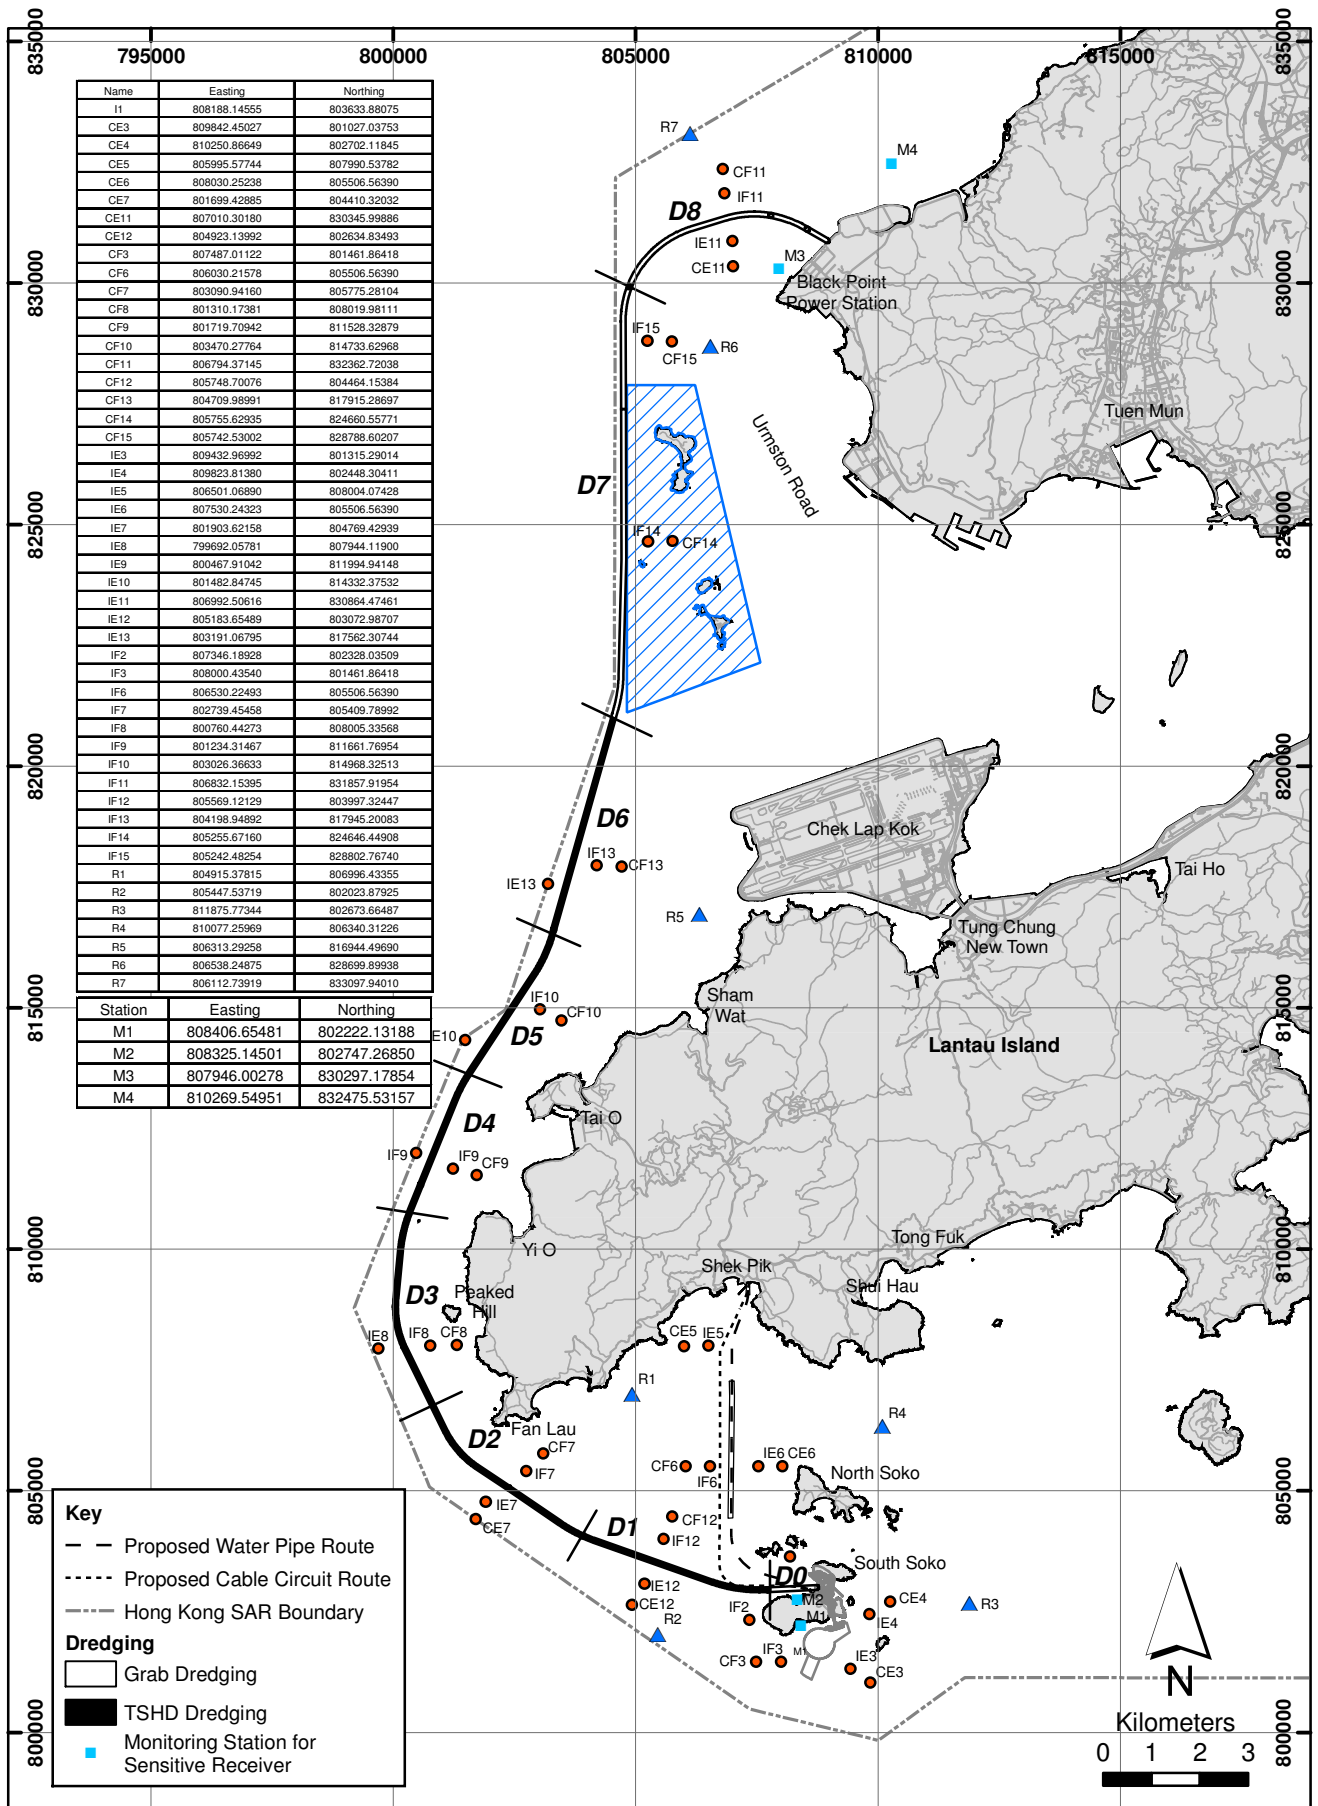 795000 800000 805000 810000 815000
835000 835000
830000 830000
825000 825000
820000 820000
815000
810000 810000
805000 805000
800000 800000
Name Easting Northing
I1 808188.14555 803633.88075
CE3 809842.45027 801027.03753
CE4 810250.86649 802702.11845
CE5 805995.57744 807990.53782
CE6 808030.25238 805506.56390
CE7 801699.42885 804410.32032
CE11 807010.30180 830345.99886
CE12 804923.13992 802634.83493
CF3 807487.01122 801461.86418
CF6 806030.21578 805506.56390
CF7 803090.94160 805775.28104
CF8 801310.17381 808019.98111
CF9 801719.70942 811528.32879
CF10 803470.27764 814733.62968
CF11 806794.37145 832362.72038
CF12 805748.70076 804464.15384
CF13 804709.98991 817915.28697
CF14 805755.62935 824660.55771
CF15 805742.53002 828788.60207
IE3 809432.96992 801315.29014
IE4 809823.81380 802448.30411
IE5 806501.06890 808004.07428
IE6 807530.24323 805506.56390
IE7 801903.62158 804769.42939
IE8 799692.05781 807944.11900
IE9 800467.91042 811994.94148
IE10 801482.84745 814332.37532
IE11 806992.50616 830864.47461
IE12 805183.65489 803072.98707
IE13 803191.06795 817562.30744
IF2 807346.18928 802328.03509
IF3 808000.43540 801461.86418
IF6 806530.22493 805506.56390
IF7 802739.45458 805409.78992
IF8 800760.44273 808005.33568
IF9 801234.31467 811661.76954
IF10 803026.36633 814968.32513
IF11 806832.15395 831857.91954
IF12 805569.12129 803997.32447
IF13 804198.94892 817945.20083
IF14 805255.67160 824646.44908
IF15 805242.48254 828802.76740
R1 804915.37815 806996.43355
R2 805447.53719 802023.87925
R3 811875.77344 802673.66487
R4 810077.25969 806340.31226
R5 806313.29258 816944.49690
R6 806538.24875 828699.89938
R7 806112.73919 833097.94010
Station Easting Northing
M1 808406.65481 802222.13188
M2 808325.14501 802747.26850
M3 807946.00278 830297.17854
M4 810269.54951 832475.53157
R7
M4
CF11
IF11
D8
IE11
M3
CE11
Black Point
Power Station
IF15
R6
CF15
Urmston Road
Tuen Mun
D7
IF14
CF14
D6
Chek Lap Kok
IF13
CF13
Tai Ho
IE13
R5
Tung Chung
New Town
IF10
CF10
Sham
Wat
E10
D5
Lantau Island
815000
D4
Tai O
IF9
IF9
CF9
Yi O
Tong Fuk
Shek Pik
Shui Hau
D3
Peaked
Hill
IE8
IF8
CF8
CE5
IE5
R1
R4
D2
Fan Lau
CF7
IF7
CF6
IF6
IE6
CE6
North Soko
IE7
CE7
CF12
D1
IF12
South Soko
D0
IE12
CE12
R2
M2
M1
IF2
CE4
R3
IE4
IF3
M1
CF3
IE3
CE3
Key
Proposed Water Pipe Route
Proposed Cable Circuit Route
Hong Kong SAR Boundary
Dredging
Grab Dredging
TSHD Dredging
Monitoring Station for
Sensitive Receiver
N
Kilometers
0 1 2 3